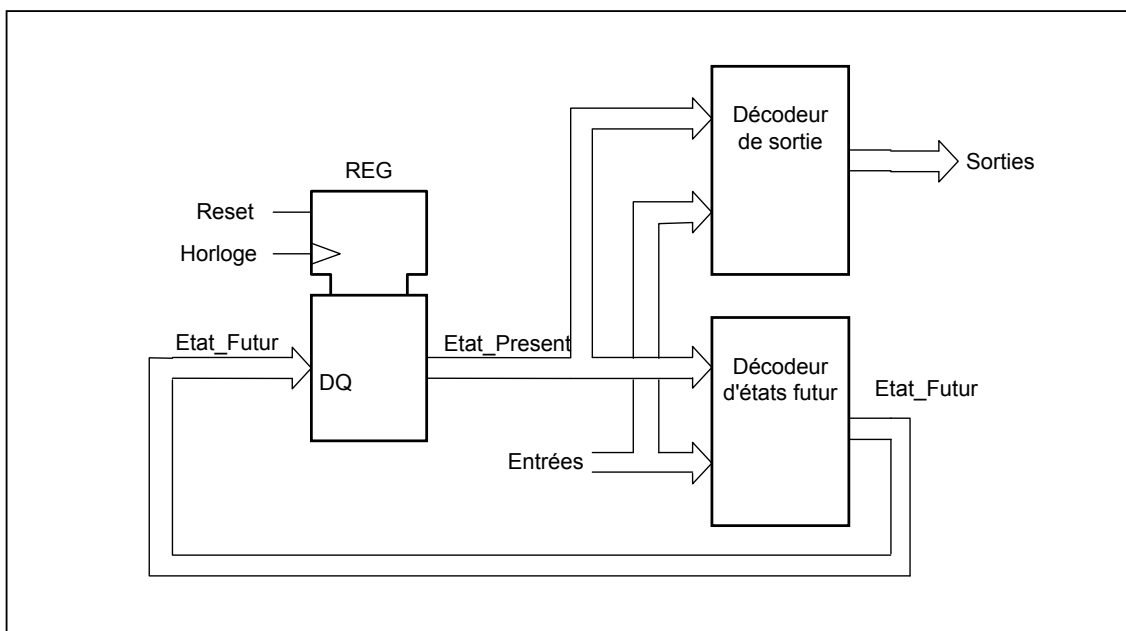 Décodeur
de sortie
Sorties
REG
Reset
Horloge
Etat_Futur
Etat_Present
DQ
Décodeur
d'états futur
Etat_Futur
Entrées